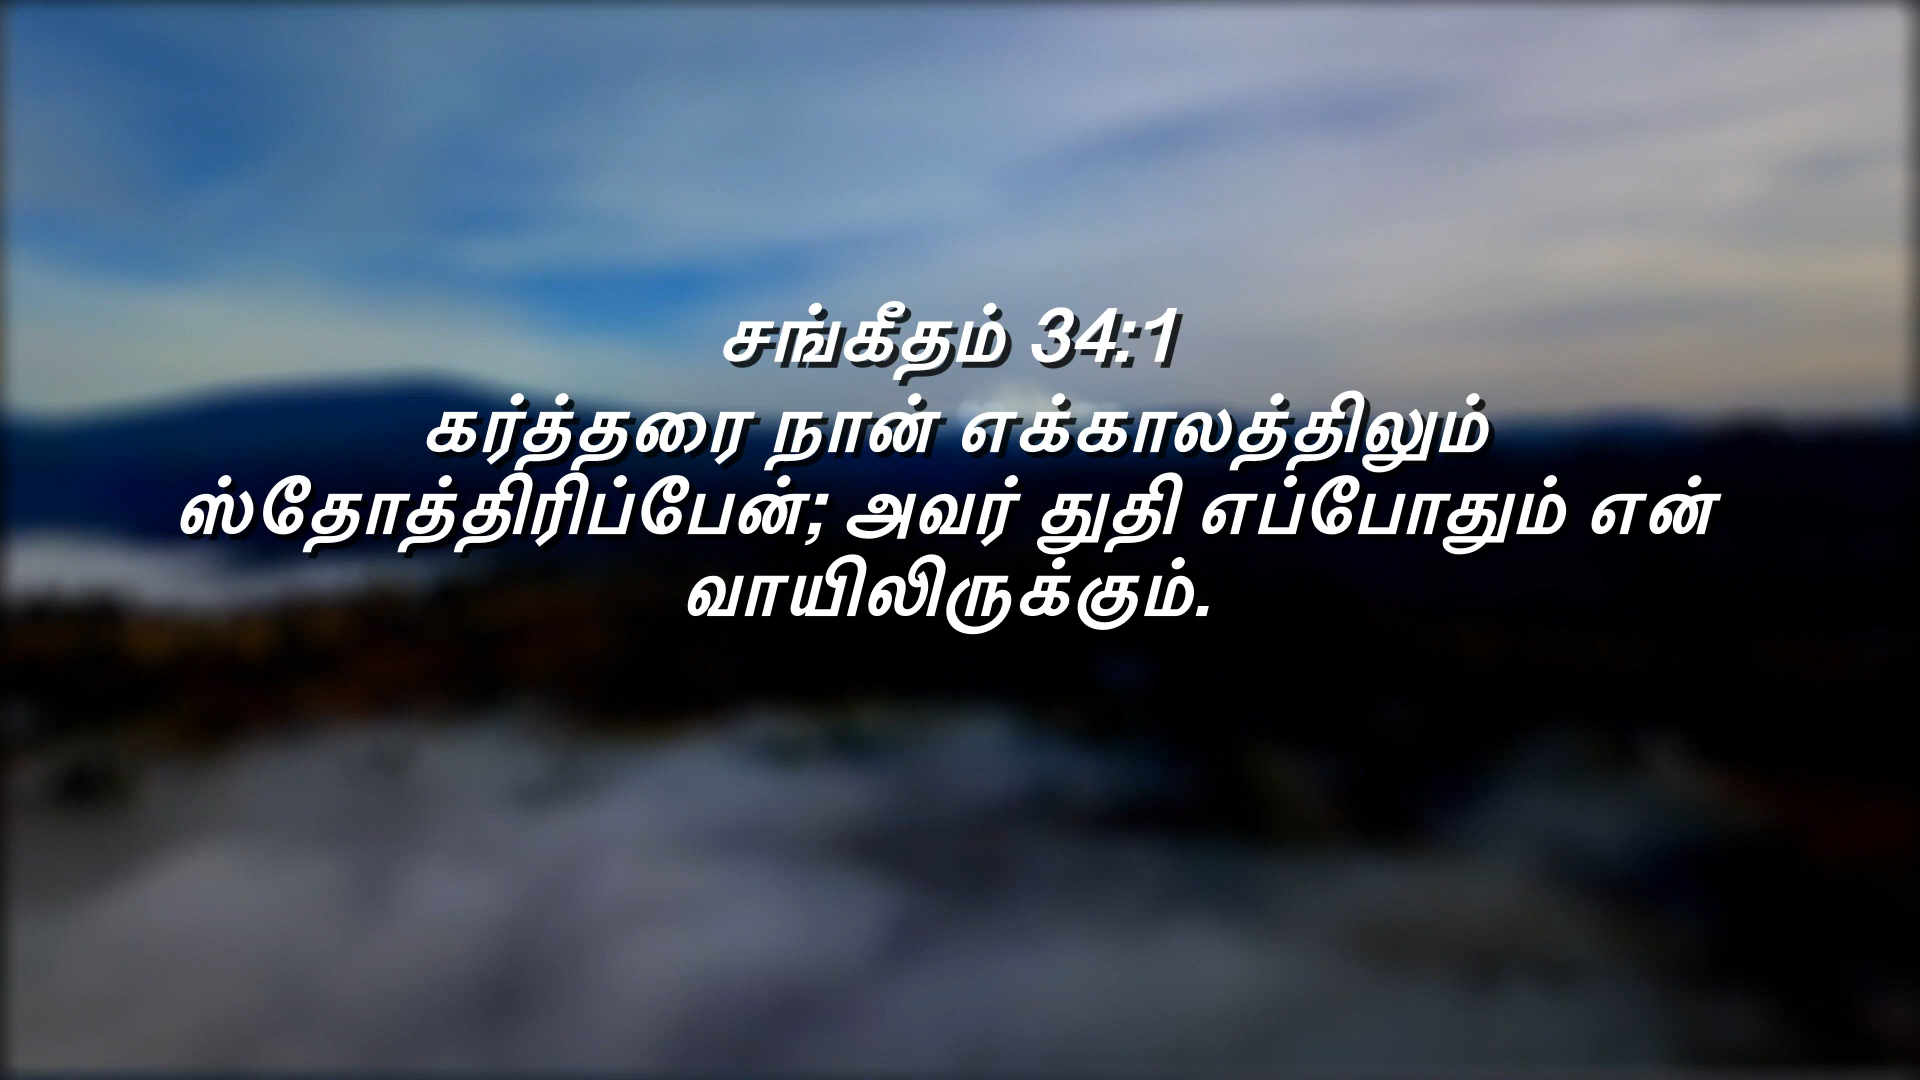 சங்கீதம் 34:1
கர்த்தரை நான் எக்காலத்திலும்
ஸ்தோத்திரிப்பேன்; அவர் துதி எப்போதும் என்
வாயிலிருக்கும்.